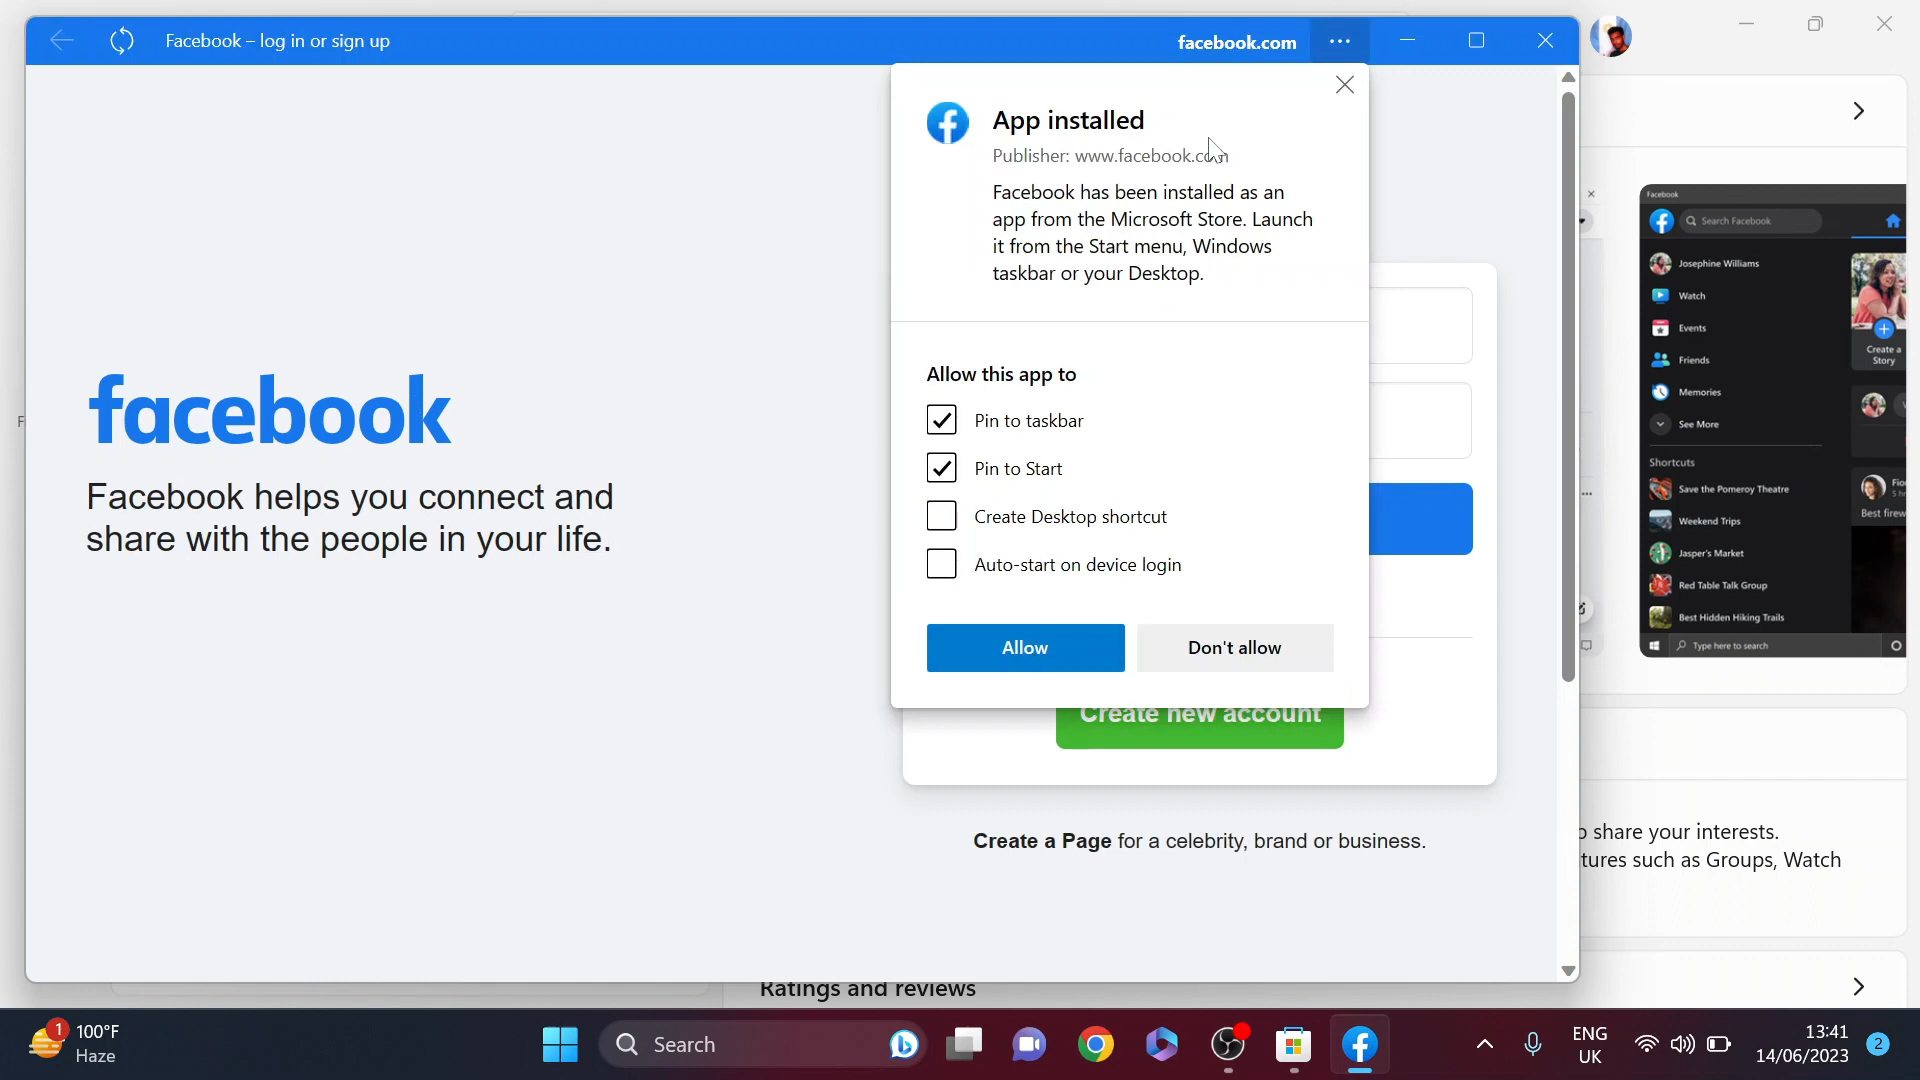 Facebook – log in or sign up
facebook.com
App installed
Publisher: www.facebook.com
Facebook has been installed as an
app from the Microsoft Store. Launch
it from the Start menu, Windows
taskbar or your Desktop.
Allow this app to
Pin to taskbar
Pin to Start
Create Desktop shortcut
Auto-start on device login
Allow
Don't allow
facebook
Facebook helps you connect and
share with the people in your life.
Create new account
Create a Page for a celebrity, brand or business.
Facebook
Search Facebook
Josephine Williams
Watch
Events
Friends
Memories
See More
Shortcuts
Save the Pomeroy Theatre
Weekend Trips
Jasper's Market
Red Table Talk Group
Best Hidden Hiking Trails
Type here to search
Create a
Story
share your interests.
such as Groups, Watch
Ratings and reviews
1
100°F
Haze
Search
ENG
UK
13:41
14/06/2023
2